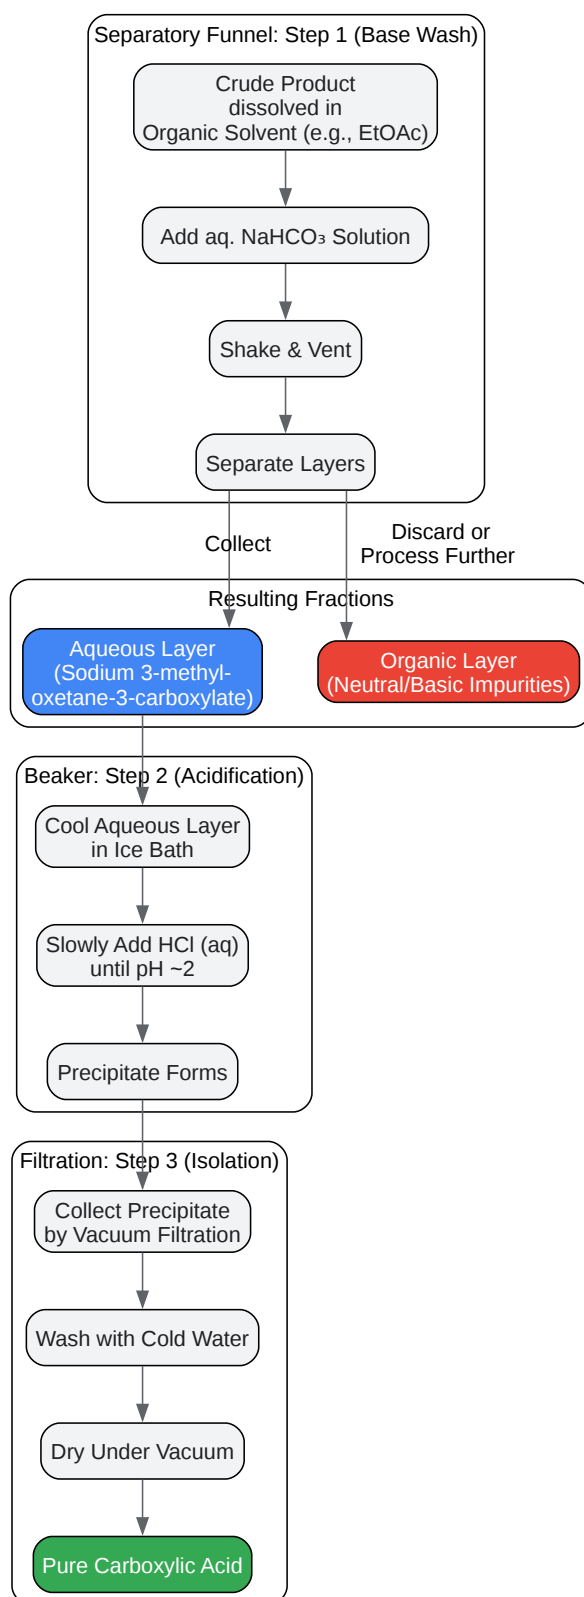 Separatory Funnel: Step 1 (Base Wash)
Crude Product
dissolved in
Organic Solvent (e.g., EtOAc)
Add aq. NaHCO₃ Solution
Shake & Vent
Separate Layers
Collect
Discard or
Process Further
Resulting Fractions
Aqueous Layer
(Sodium 3-methyl-
oxetane-3-carboxylate)
Organic Layer
(Neutral/Basic Impurities)
Beaker: Step 2 (Acidification)
Cool Aqueous Layer
in Ice Bath
Slowly Add HCl (aq)
until pH ~2
Precipitate Forms
Filtration: Step 3 (Isolation)
Collect Precipitate
by Vacuum Filtration
Wash with Cold Water
Dry Under Vacuum
Pure Carboxylic Acid